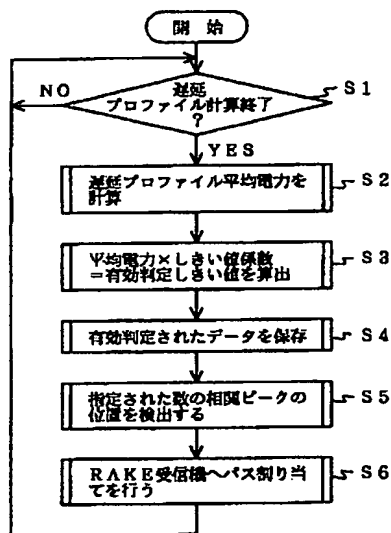 開始
遅延
プロファイル計算終了
?
S1
NO
YES
遅延プロファイル平均電力を
計算
S2
平均電力×しきい値係数
=有効判定しきい値を算出
S3
有効判定されたデータを保存
S4
指定された数の相関ピークの
位置を検出する
S5
RAKE受信機へパス割り当
てを行う
S6